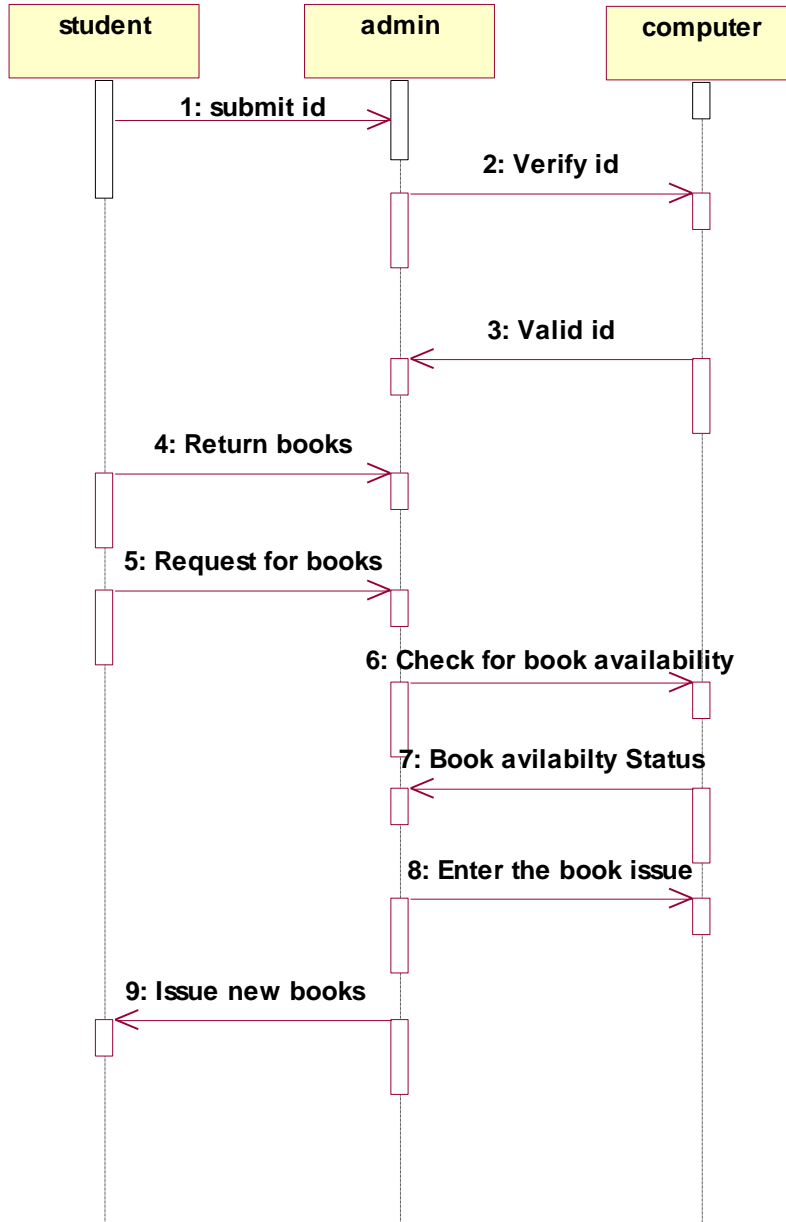 student
admin
computer
1: submit id
2: Verify id
3: Valid id
4: Return books
5: Request for books
6: Check for book availability
7: Book avilabilty Status
8: Enter the book issue
9: Issue new books